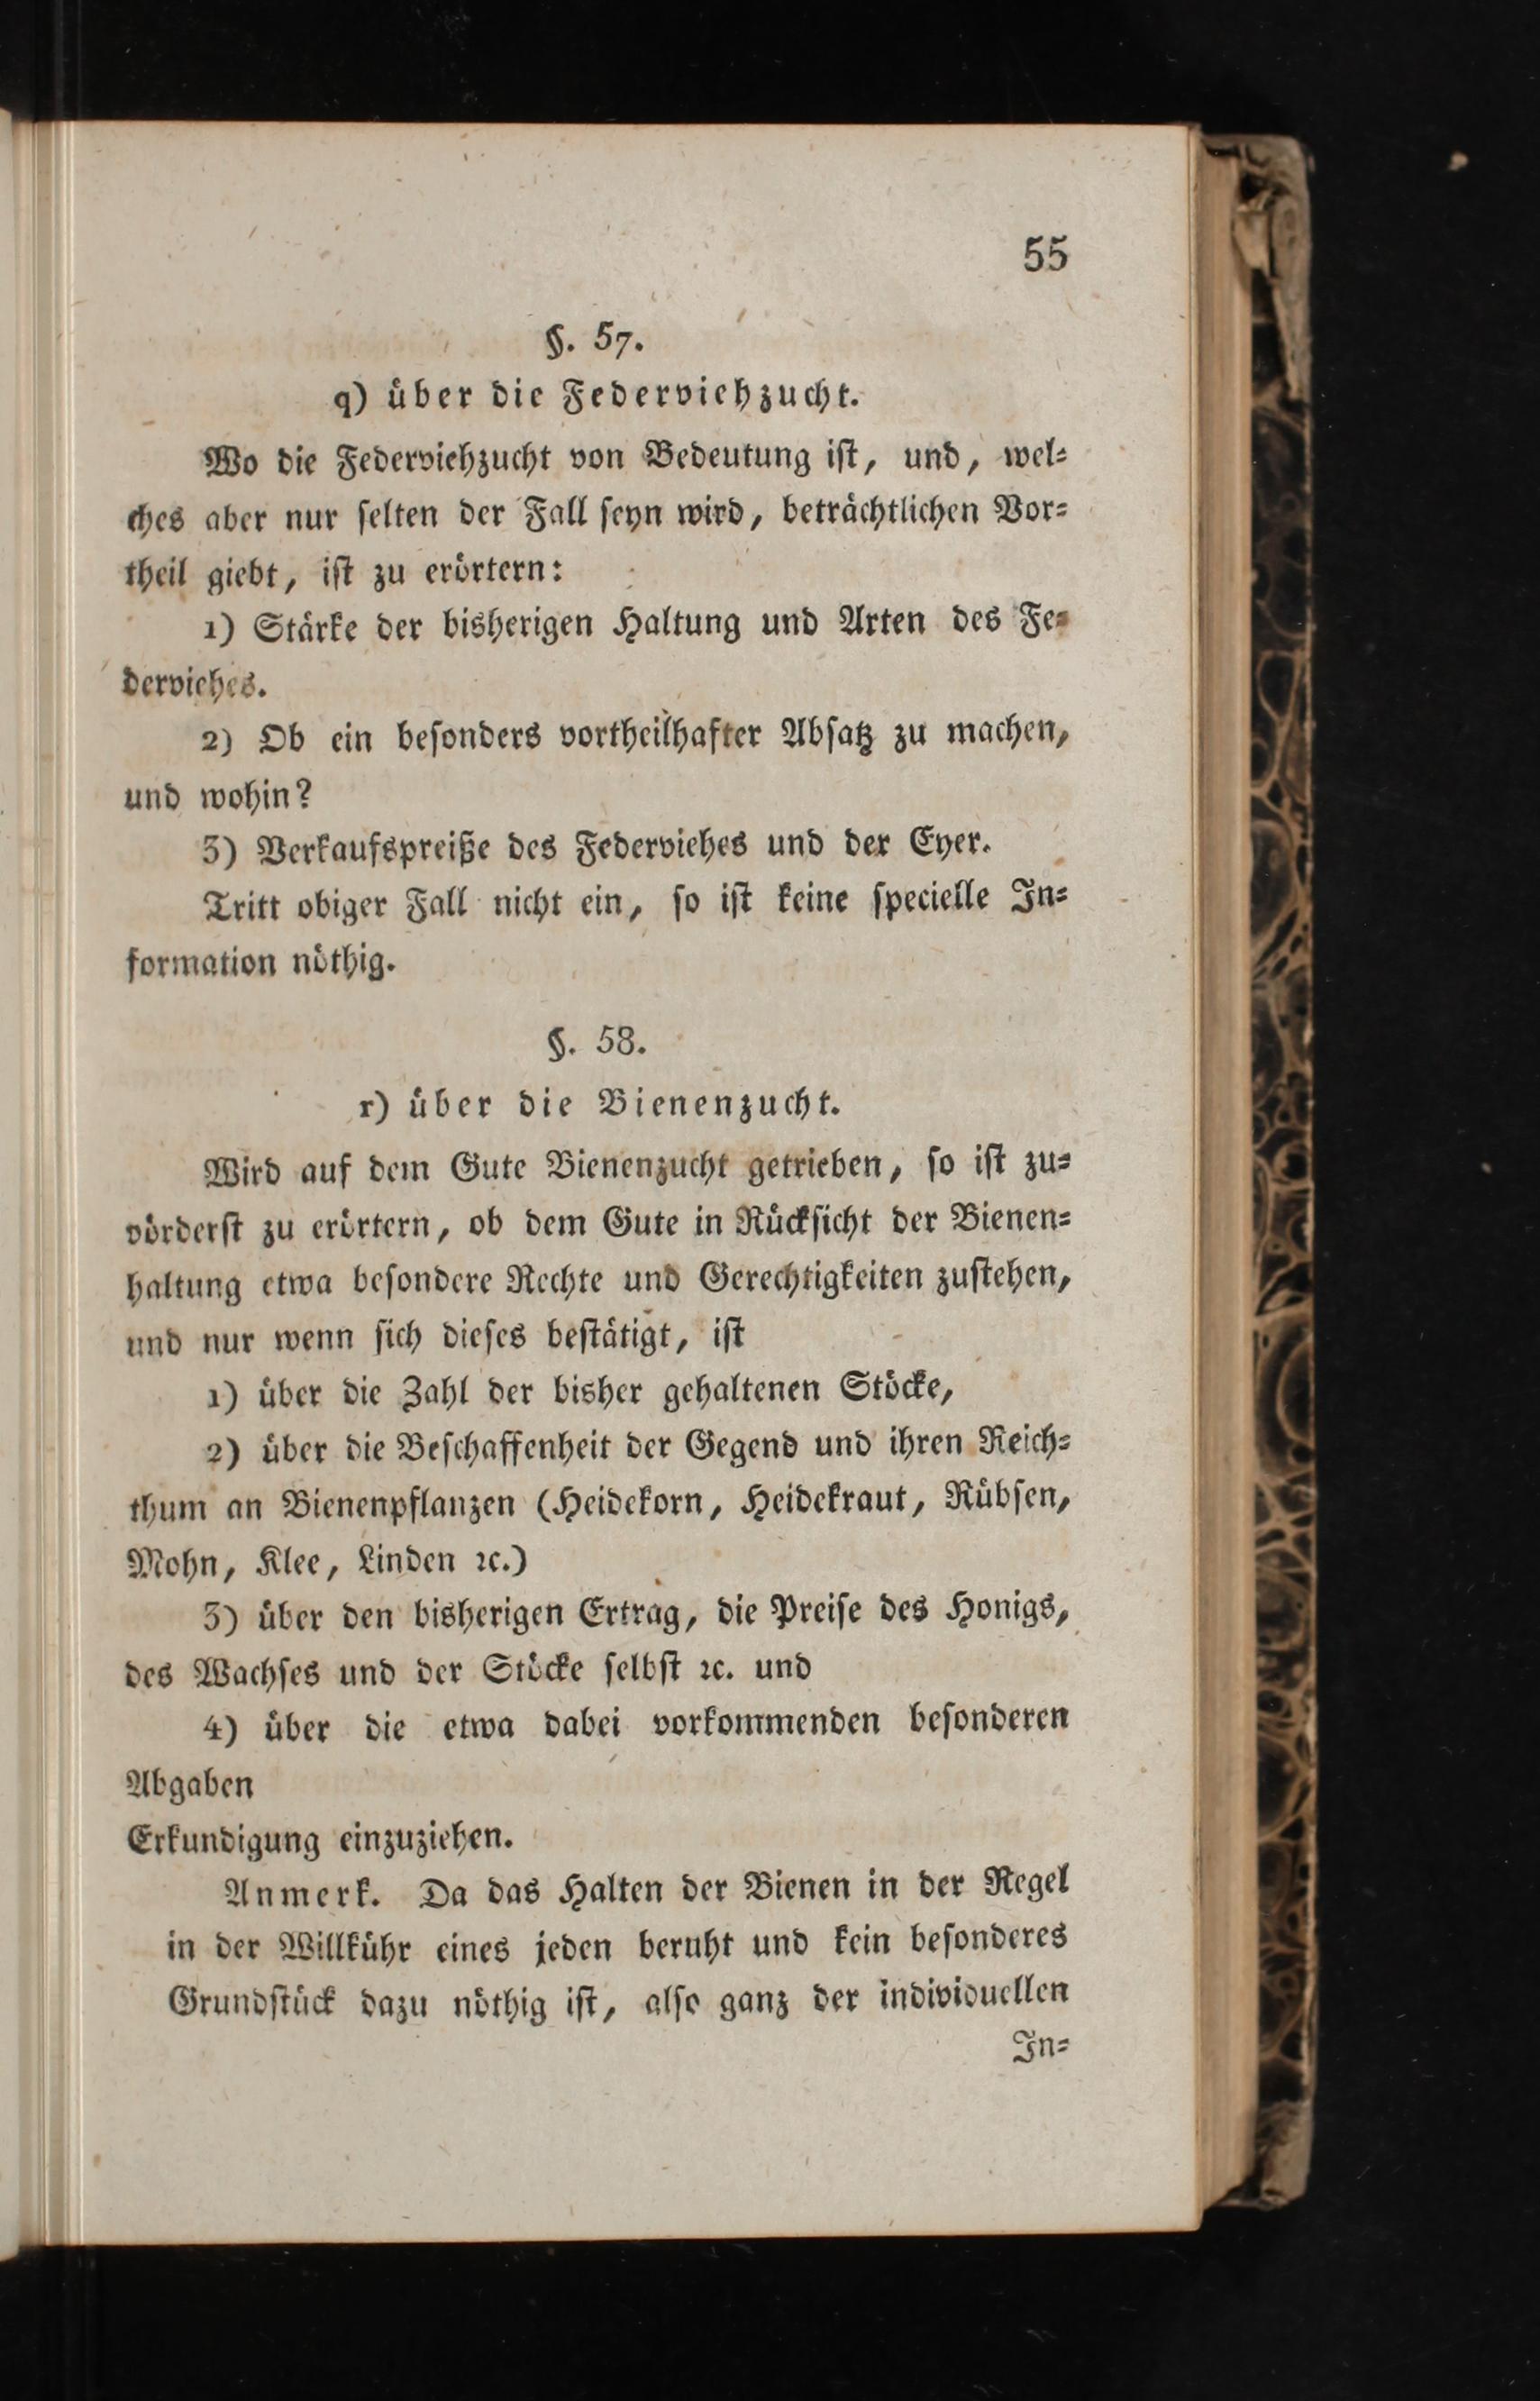 55
§. 57.
q) über die Federviehzucht.
Wo die Federviehzucht von Bedeutung ist, und, wel-
ches aber nur selten der Fall seyn wird, beträchtlichen Vor-
theil giebt, ist zu erörtern:
1) Stärke der bisherigen Haltung und Arten des Fe-
derviehes.
2) Ob ein besonders vortheilhafter Absatz zu machen,
und wohin?
3) Verkaufspreiße des Federviehes und der Eyer.
Tritt obiger Fall nicht ein, so ist keine specielle In-
formation nöthig.
§. 58.
r) über die Bienenzucht.
Wird auf dem Gute Bienenzucht getrieben, so ist zu-
vörderst zu erörtern, ob dem Gute in Rücksicht der Bienen-
haltung etwa besondere Rechte und Gerechtigkeiten zustehen,
und nur wenn sich dieses bestätigt, ist
1) über die Zahl der bisher gehaltenen Stöcke,
2) über die Beschaffenheit der Gegend und ihren Reich-
thum an Bienenpflanzen (Heidekorn, Heidekraut, Rübsen,
Mohn, Klee, Linden ꝛc.)
3) über den bisherigen Ertrag, die Preise des Honigs,
des Wachses und der Stöcke selbst ꝛc. und
4) über die etwa dabei vorkommenden besonderen
Abgaben
Erkundigung einzuziehen.
Anmerk. Da das Halten der Bienen in der Regel
in der Willkühr eines jeden beruht und kein besonderes
Grundstück dazu nöthig ist, also ganz der individuellen
In-